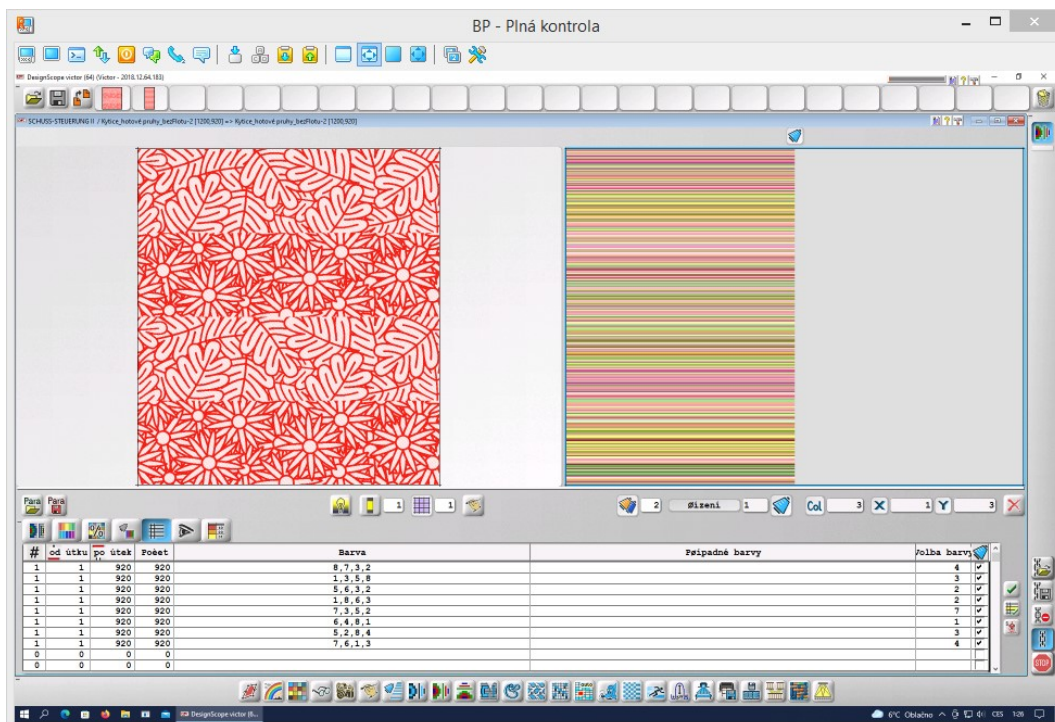 BP - Plná kontrola
DesignScope victor (64) (Victor - 2018.12.64.183)
SCHUSS-STEUERUNG II / Kytice_hotové pruhy_bezFlotu-2 [1200,920] => Kytice_hotové pruhy_bezFlotu-2 [1200,920]
Para Para 1 1 2 Øízení 1 Col 3 X 1 Y 3
# od útku po útek Poèet Barva Pøípadné barvy Volba barvy
1 1 920 920 8,7,3,2 4
1 1 920 920 1,3,5,8 3
1 1 920 920 5,6,3,2 2
1 1 920 920 1,8,6,3 2
1 1 920 920 7,3,5,2 7
1 1 920 920 6,4,8,1 1
1 1 920 920 5,2,8,4 3
1 1 920 920 7,6,1,3 4
0 0 0 0
0 0 0 0
STOP
DesignScope victor (6...
6°C Oblačno CES 1:26